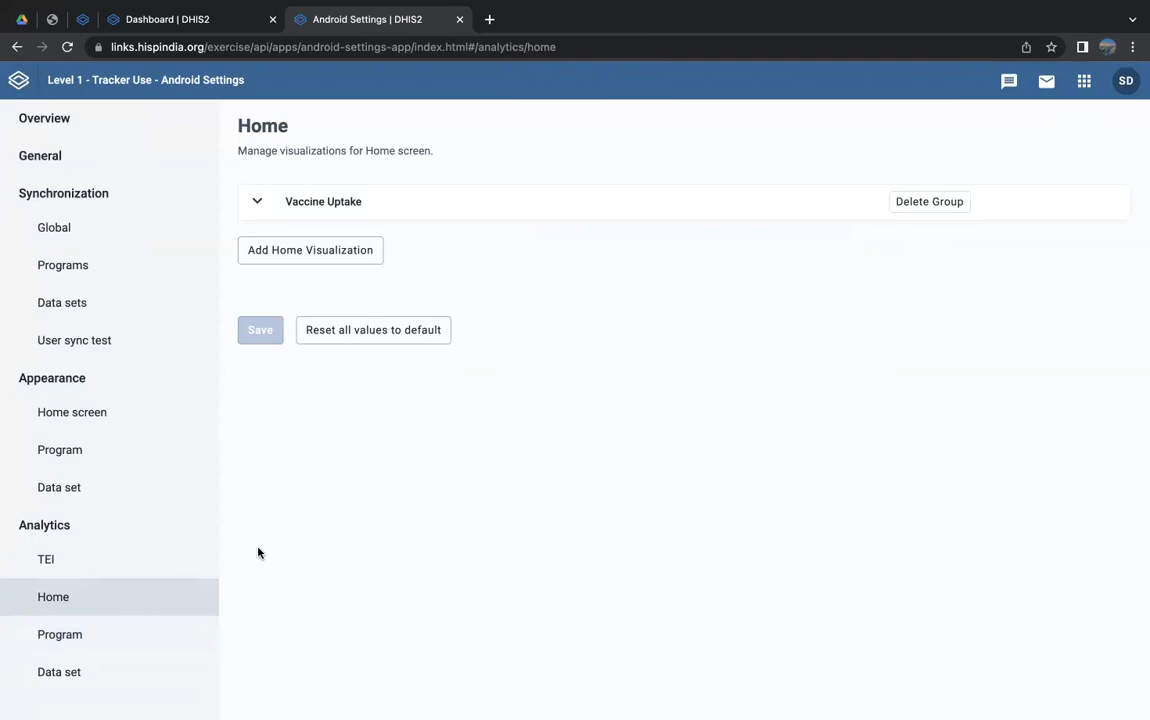 Dashboard | DHIS2
Android Settings | DHIS2
links.hispindia.org/exercise/api/apps/android-settings-app/index.html#/analytics/home
Level 1 - Tracker Use - Android Settings
SD
Overview
General
Synchronization
Global
Programs
Data sets
User sync test
Appearance
Home screen
Program
Data set
Analytics
TEI
Home
Program
Data set
Home
Manage visualizations for Home screen.
Vaccine Uptake
Delete Group
Add Home Visualization
Save
Reset all values to default